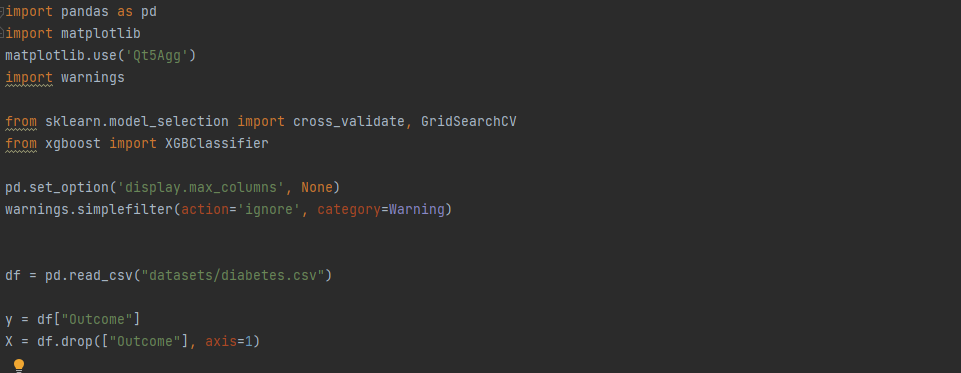 import pandas as pd
import matplotlib
matplotlib.use('Qt5Agg')
import warnings
from sklearn.model_selection import cross_validate, GridSearchCV
from xgboost import XGBClassifier
pd.set_option('display.max_columns', None)
warnings.simplefilter(action='ignore', category=Warning)
df = pd.read_csv("datasets/diabetes.csv")
y = df["Outcome"]
X = df.drop(["Outcome"], axis=1)